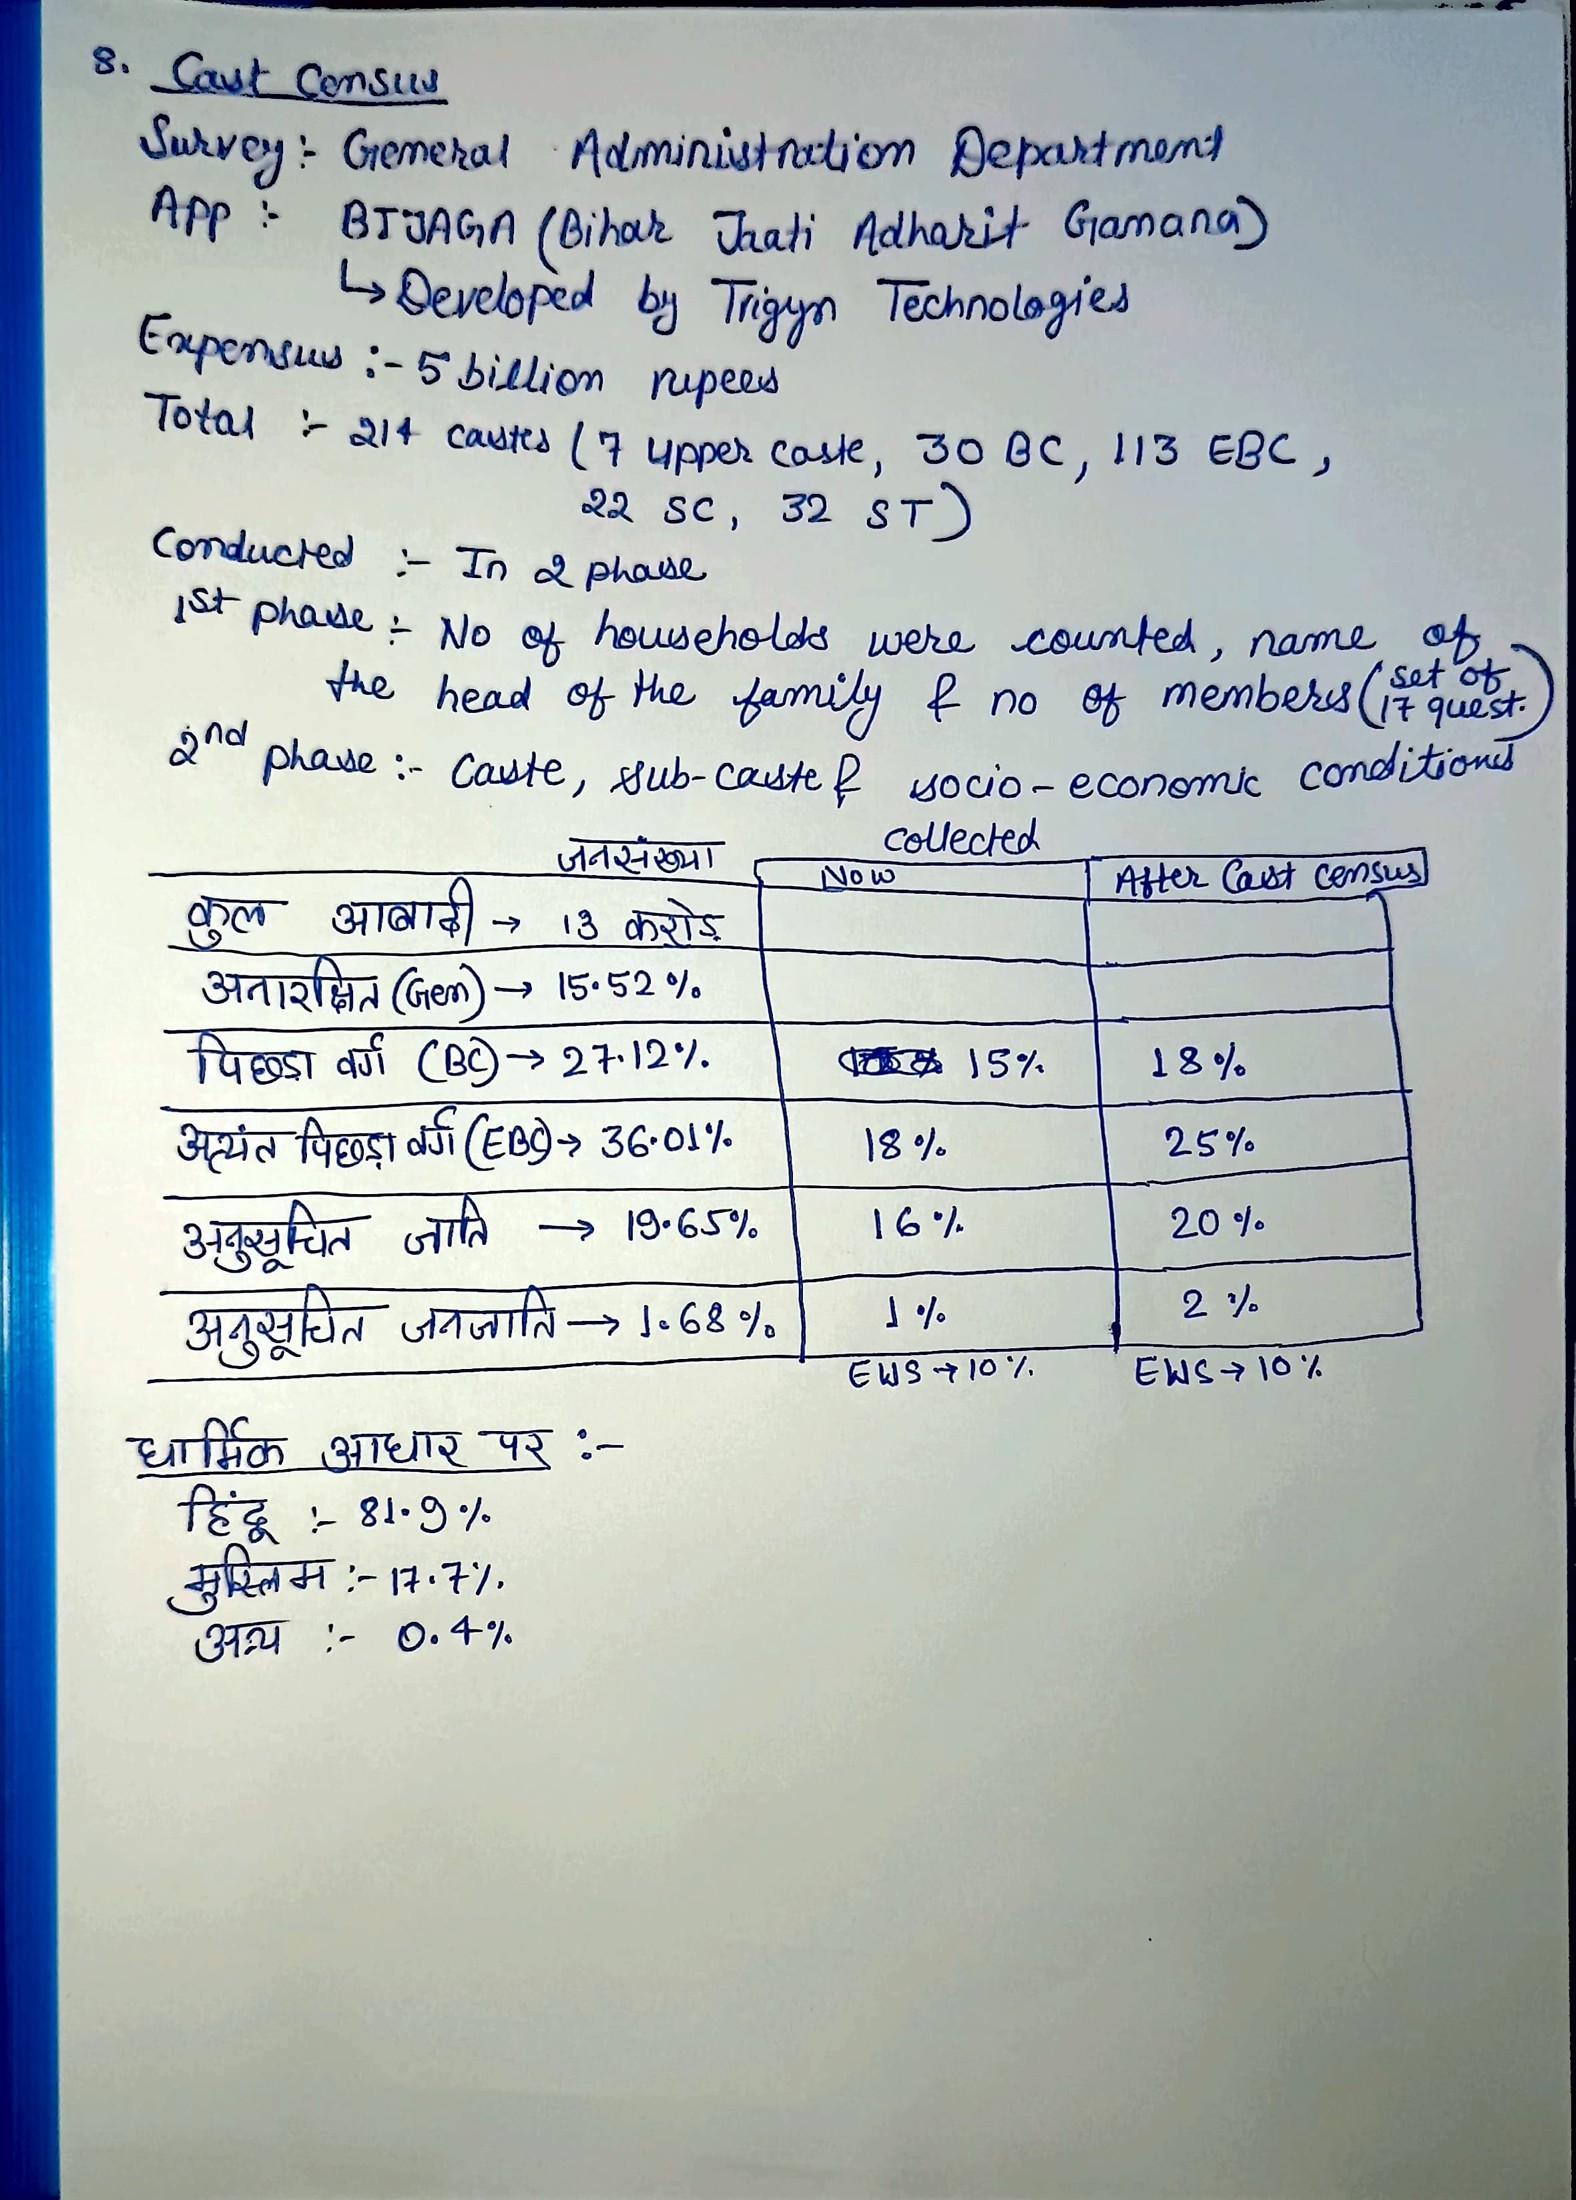 8. Cast Census
Survey :- General Administration Department
App :- BIJAGA (Bihar Jaati Adharit Ganana)
↳ Developed by Trigyn Technologies
Expensus :- 5 billion rupees
Total :- 214 castes (7 upper caste, 30 BC, 113 EBC,
22 SC, 32 ST)
Conducted :- In 2 phase
1st phase :- No of households were counted, name of
the head of the family & no of members (set of 17 quest.)
2nd phase :- Caste, sub-caste & socio-economic conditions
collected
जनसंख्या Now After Cast census
कुल आबादी → 13 करोड़
अनारक्षित (Gen) → 15.52%
पिछड़ा वर्ग (BC) → 27.12% 15% 18%
अत्यंत पिछड़ा वर्ग (EBC) → 36.01% 18% 25%
अनुसूचित जाति → 19.65% 16% 20%
अनुसूचित जनजाति → 1.68% 1% 2%
EWS → 10% EWS → 10%
धार्मिक आधार पर :-
हिंदू :- 81.9%
मुस्लिम :- 17.7%
अन्य :- 0.4%